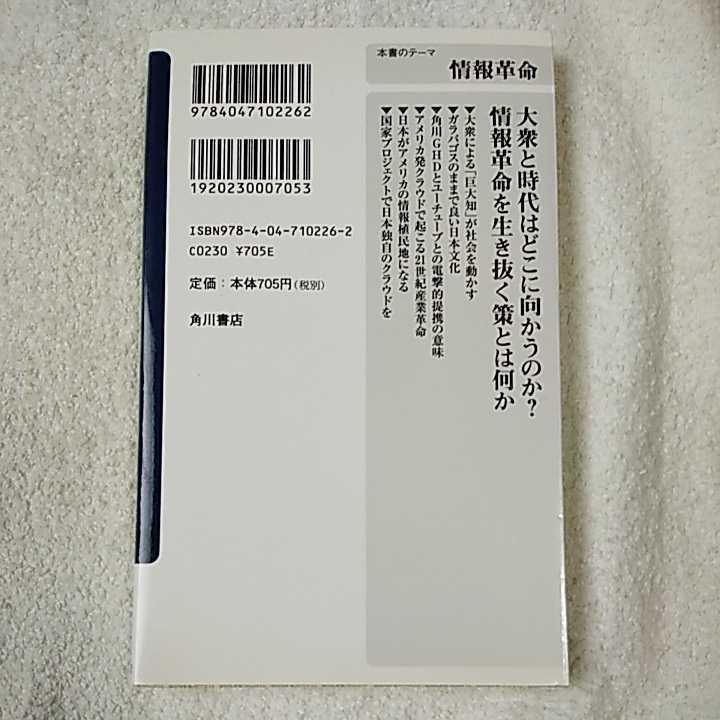 本書のテーマ
情報革命
大衆と時代はどこに向かうのか?
情報革命を生き抜く策とは何か
▼大衆による「巨大知」が社会を動かす
▼ガラパゴスのままで良い日本文化
▼角川GHDとユーチューブとの電撃的提携の意味
▼アメリカ発クラウドで起こる21世紀産業革命
▼日本がアメリカの情報植民地になる
▼国家プロジェクトで日本独自のクラウドを
9784047102262
1920230007053
ISBN978-4-04-710226-2
C0230 ¥705E
定価:本体705円(税別)
角川書店